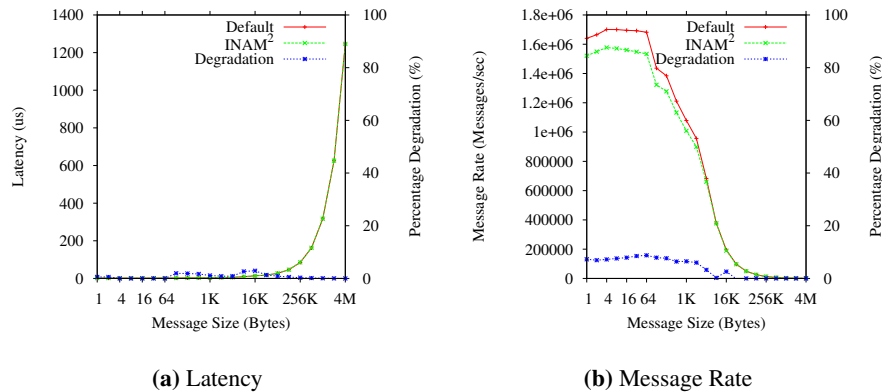 1400
1200
1000
800
600
400
200
0
Latency (us)
Default
INAM²
Degradation
100
80
60
40
20
0
Percentage Degradation (%)
1 4 16 64 1K 16K 256K 4M
Message Size (Bytes)
(a) Latency
1.8e+06
1.6e+06
1.4e+06
1.2e+06
1e+06
800000
600000
400000
200000
0
Message Rate (Messages/sec)
Default
INAM²
Degradation
100
80
60
40
20
0
Percentage Degradation (%)
1 4 16 64 1K 16K 256K 4M
Message Size (Bytes)
(b) Message Rate